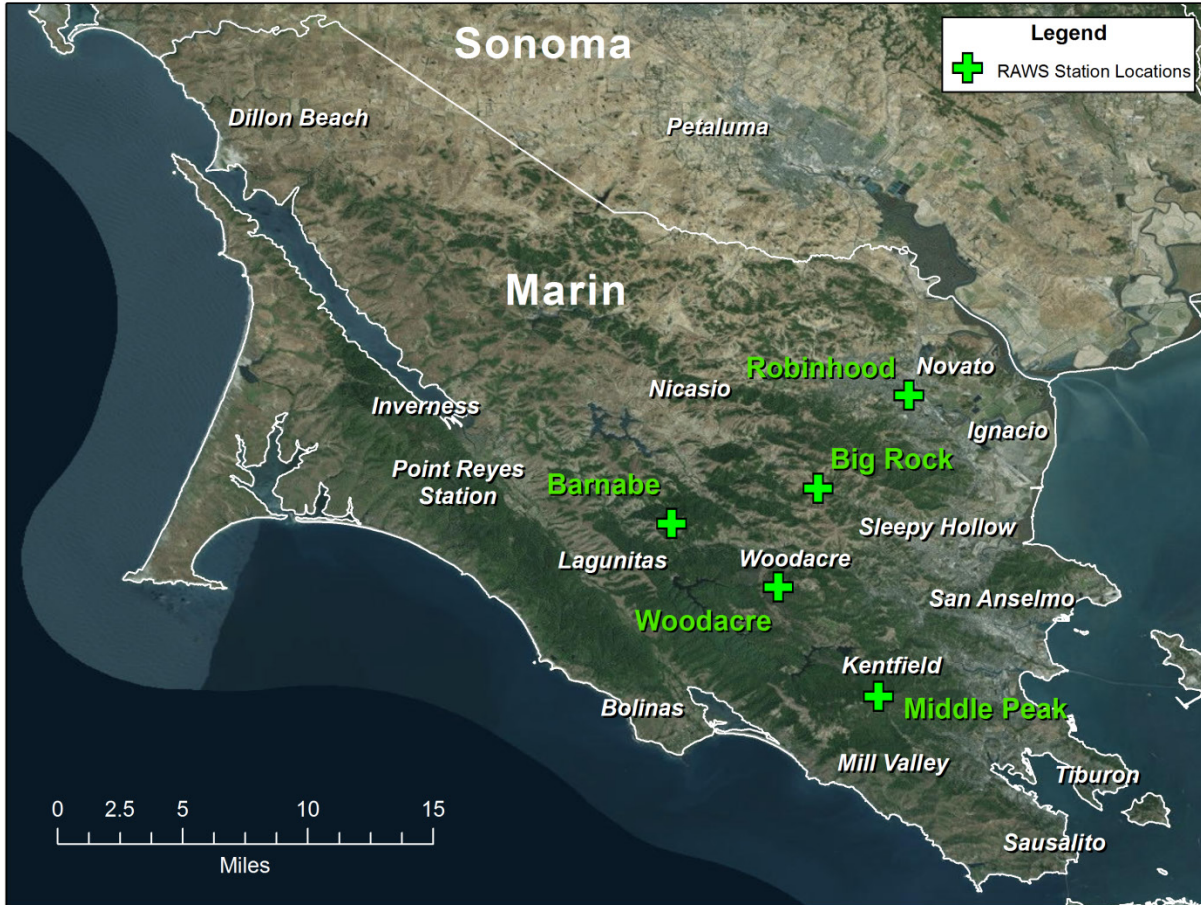 Sonoma
Legend
RAWS Station Locations
Dillon Beach
Petaluma
Marin
Robinhood
Novato
Nicasio
Inverness
Ignacio
Big Rock
Point Reyes
Station
Barnabe
Sleepy Hollow
Lagunitas
Woodacre
San Anselmo
Woodacre
Kentfield
Bolinas
Middle Peak
Mill Valley
Tiburon
0 2.5 5 10 15
Miles
Sausalito